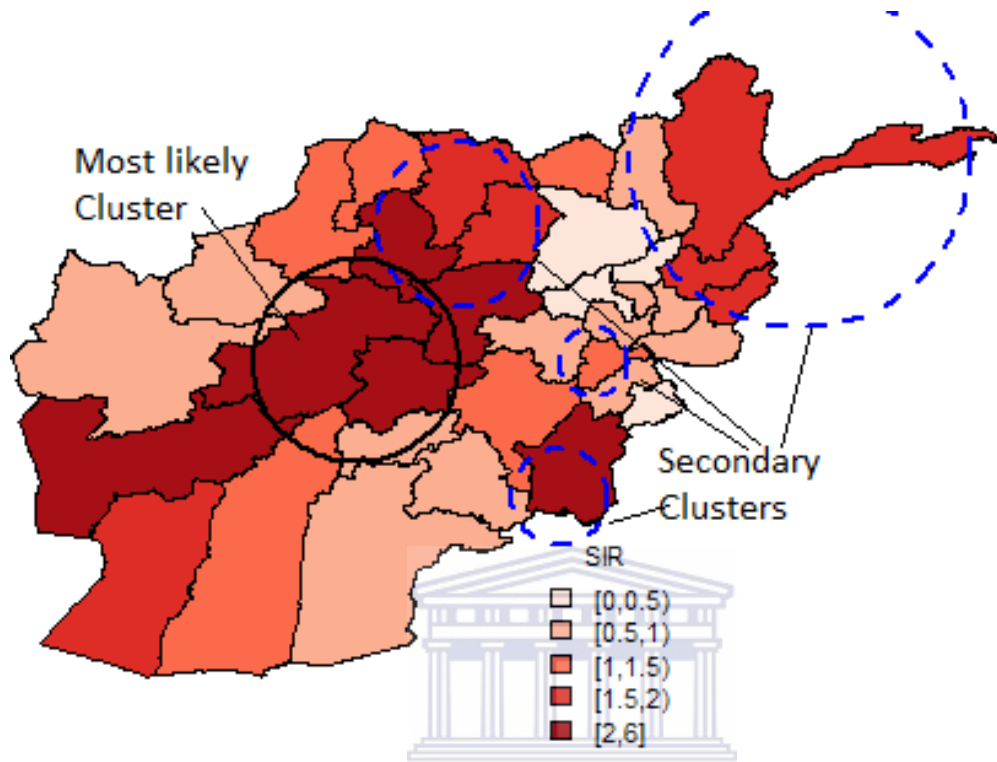 Most likely
Cluster
Secondary
Clusters
SIR
[0,0.5)
[0.5,1)
[1,1.5)
[1.5,2)
[2,6]